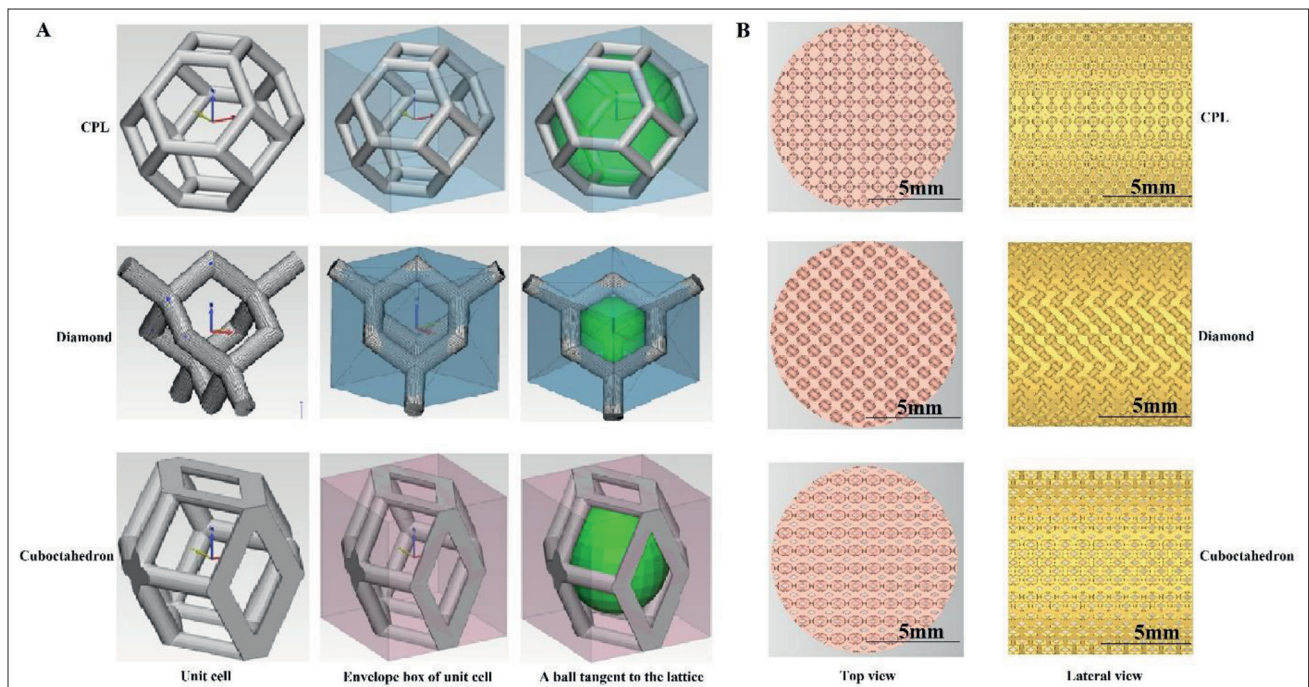 A
B
CPL
5mm
5mm
CPL
Diamond
5mm
5mm
Diamond
Cuboctahedron
5mm
5mm
Cuboctahedron
Unit cell
Envelope box of unit cell
A ball tangent to the lattice
Top view
Lateral view